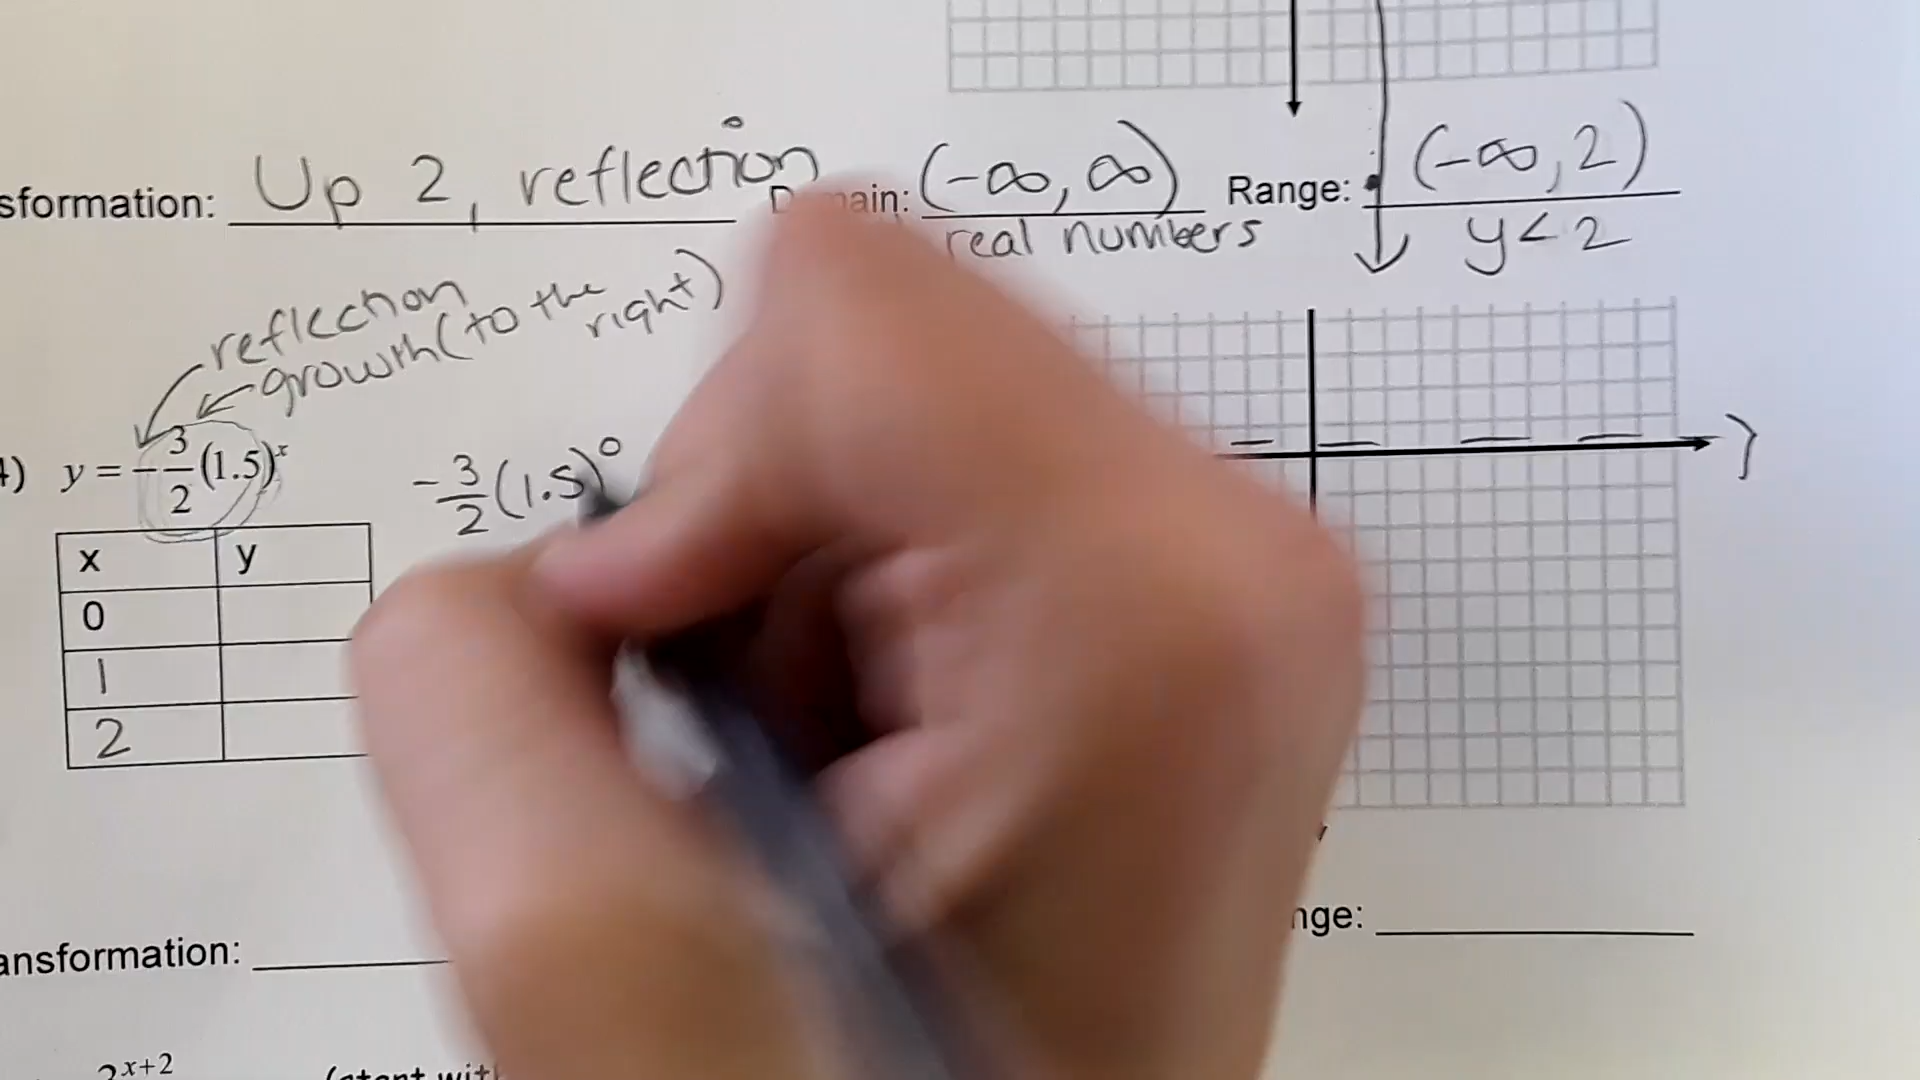 sformation: Up 2, reflection ain: (-∞, ∞) Range: (-∞, 2)
real numbers y < 2
reflection
growth (to the right)
4) y = -3/2(1.5)^x -3/2(1.5)^0
x y
0
1
2
ansformation: nge:
2^x+2